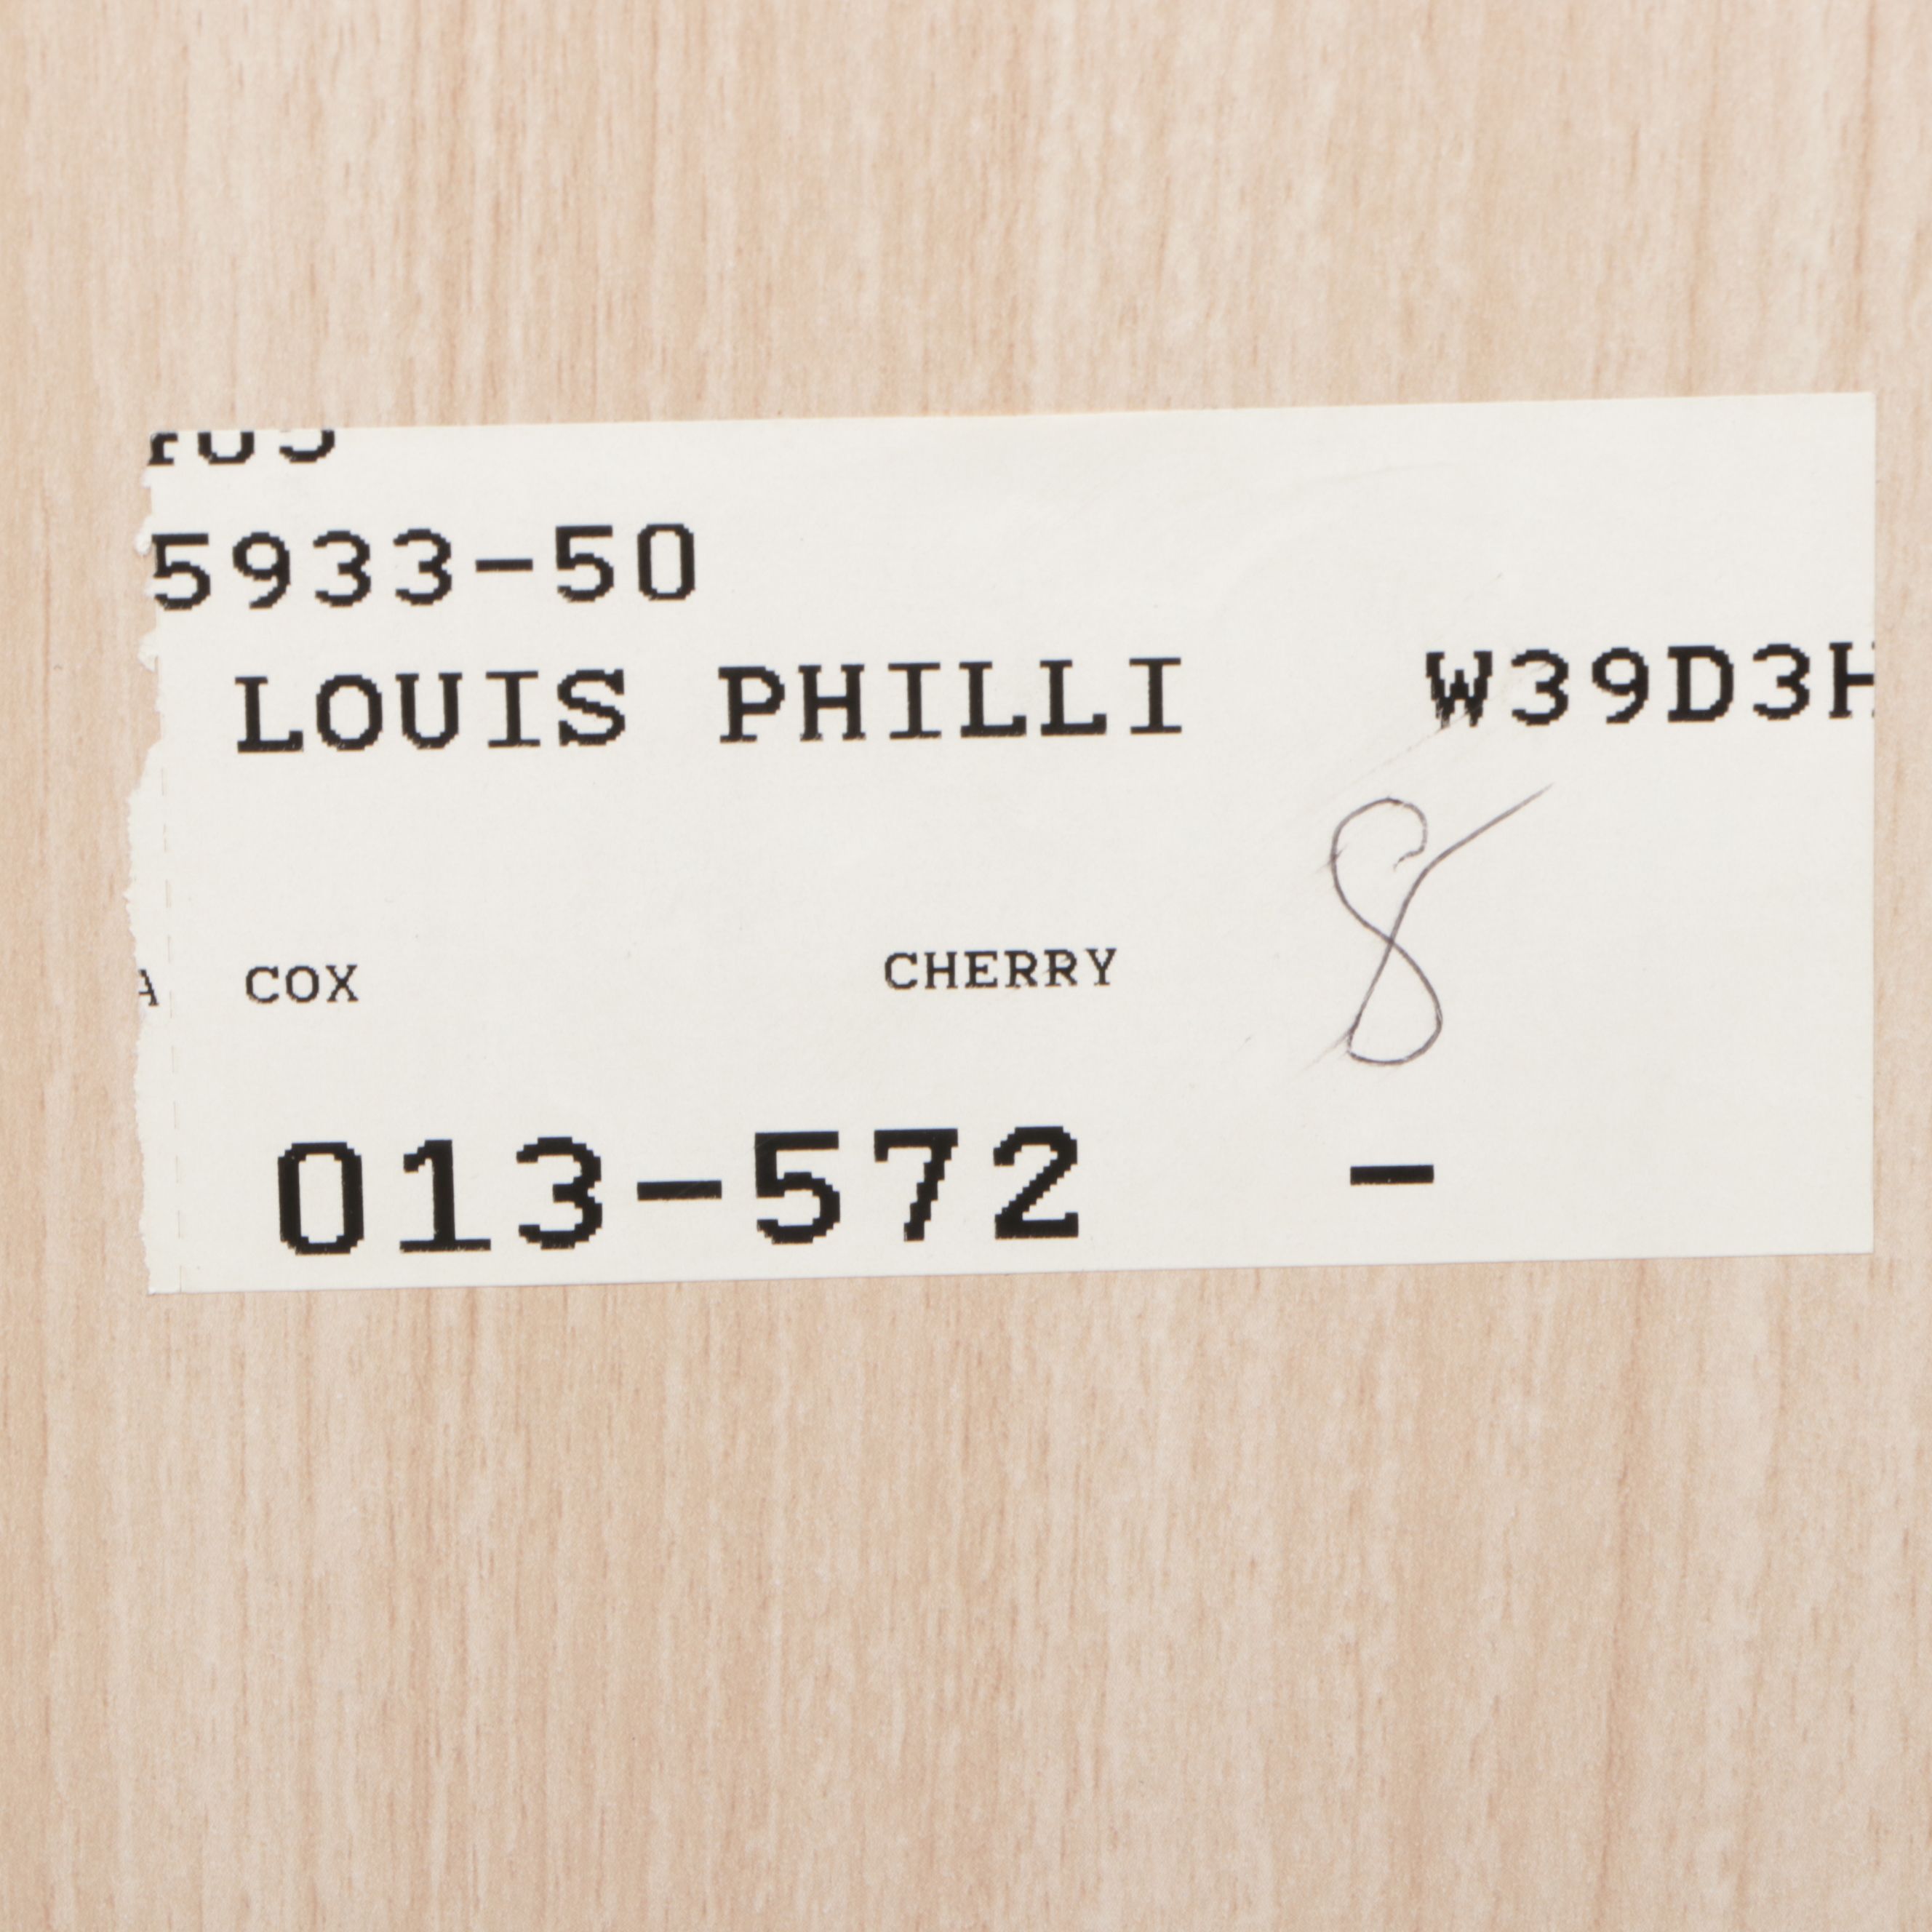 5933-50
LOUIS PHILLI W39D3H
8
A COX CHERRY
013-572 -